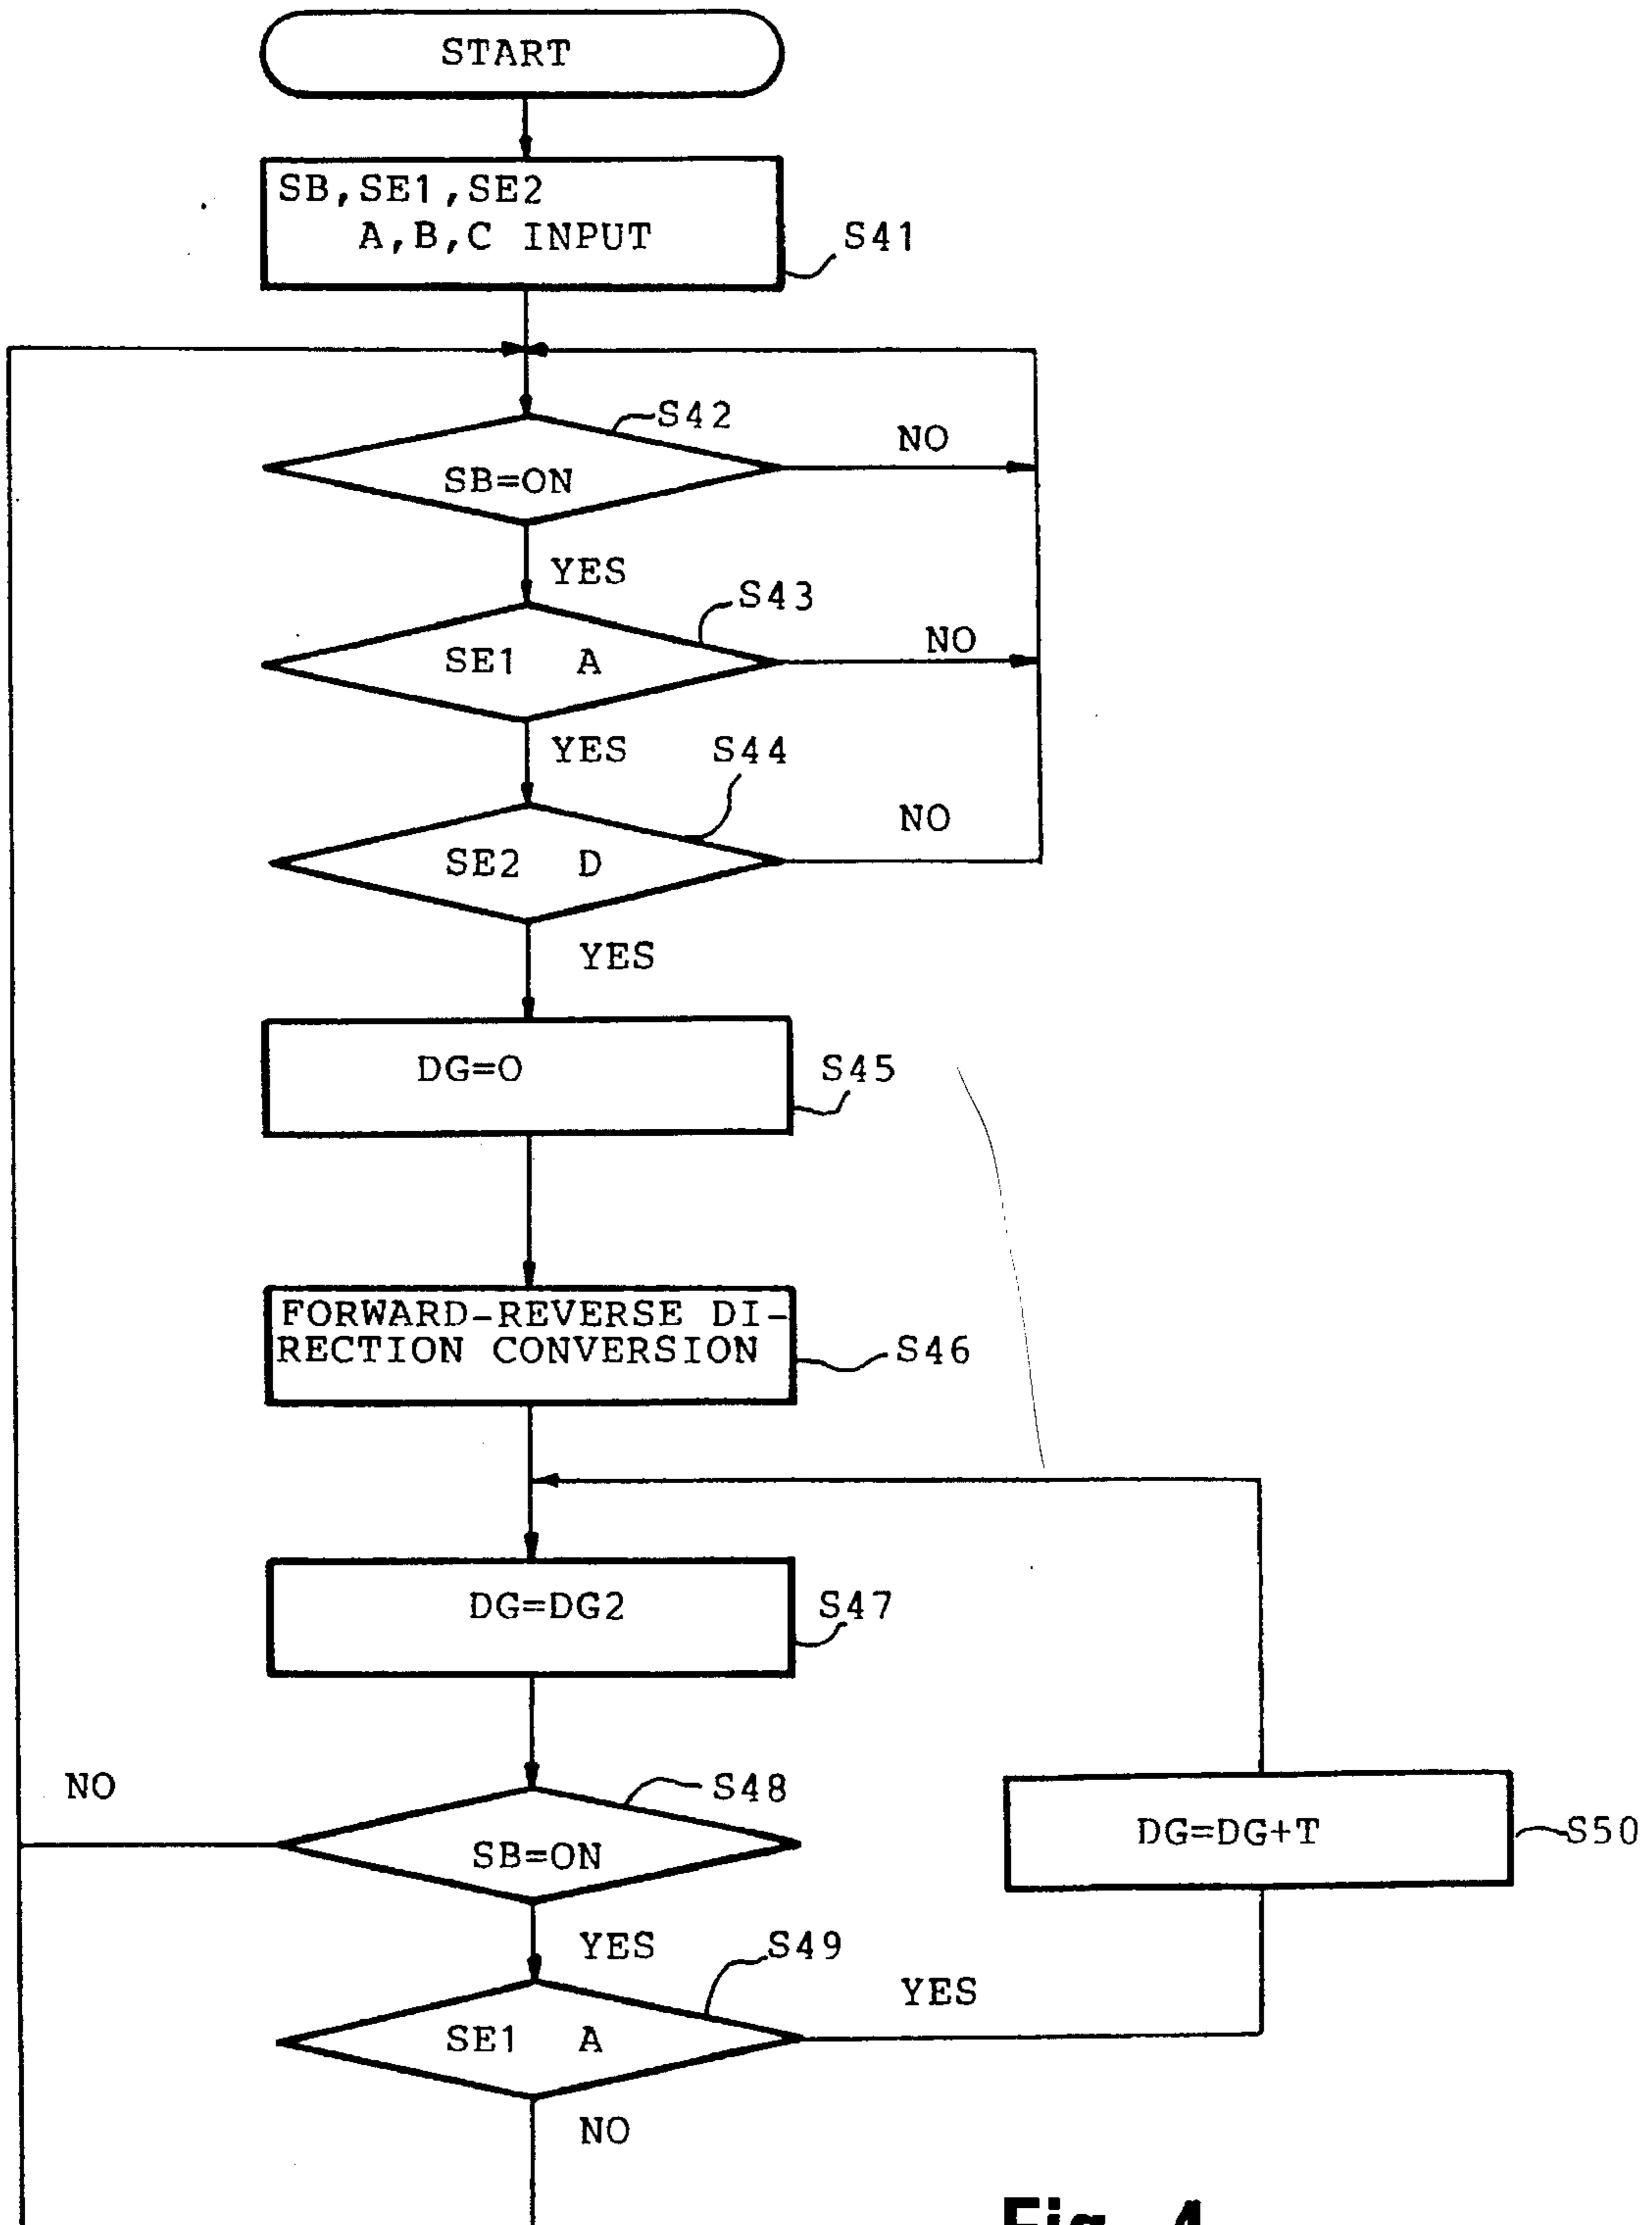 START
SB,SE1,SE2
A,B,C INPUT
S41
S42
NO
SB=ON
YES
S43
NO
SE1 A
YES
S44
NO
SE2 D
YES
DG=O
S45
FORWARD-REVERSE DI-
RECTION CONVERSION
S46
DG=DG2
S47
NO
S48
SB=ON
DG=DG+T
S50
YES
S49
YES
SE1 A
NO
Fig. 4